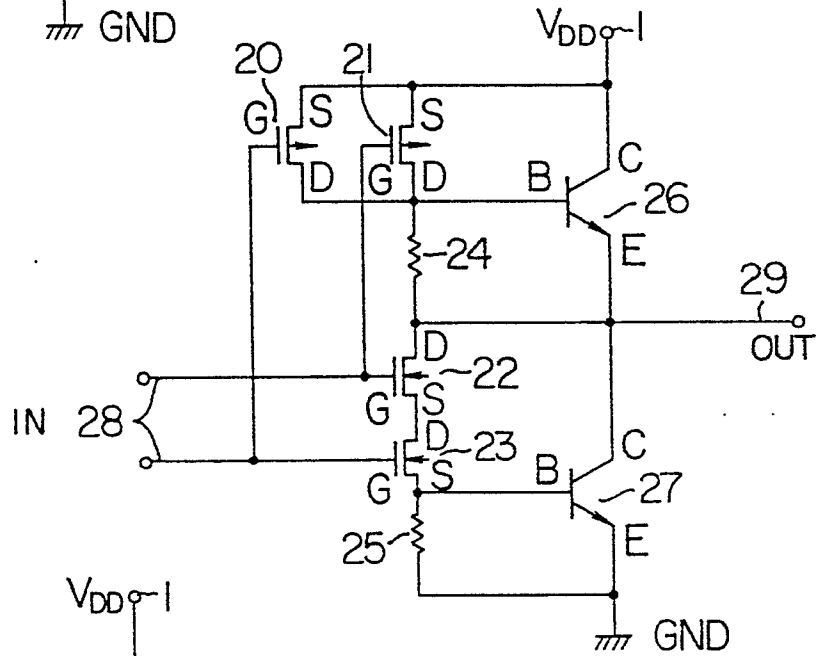 GND
VDD 1
20 21
G S S
D G D B C
26
E
24
29
OUT
D
22
G S
IN 28
D
23
G S B C
27
25
E
VDD 1
GND